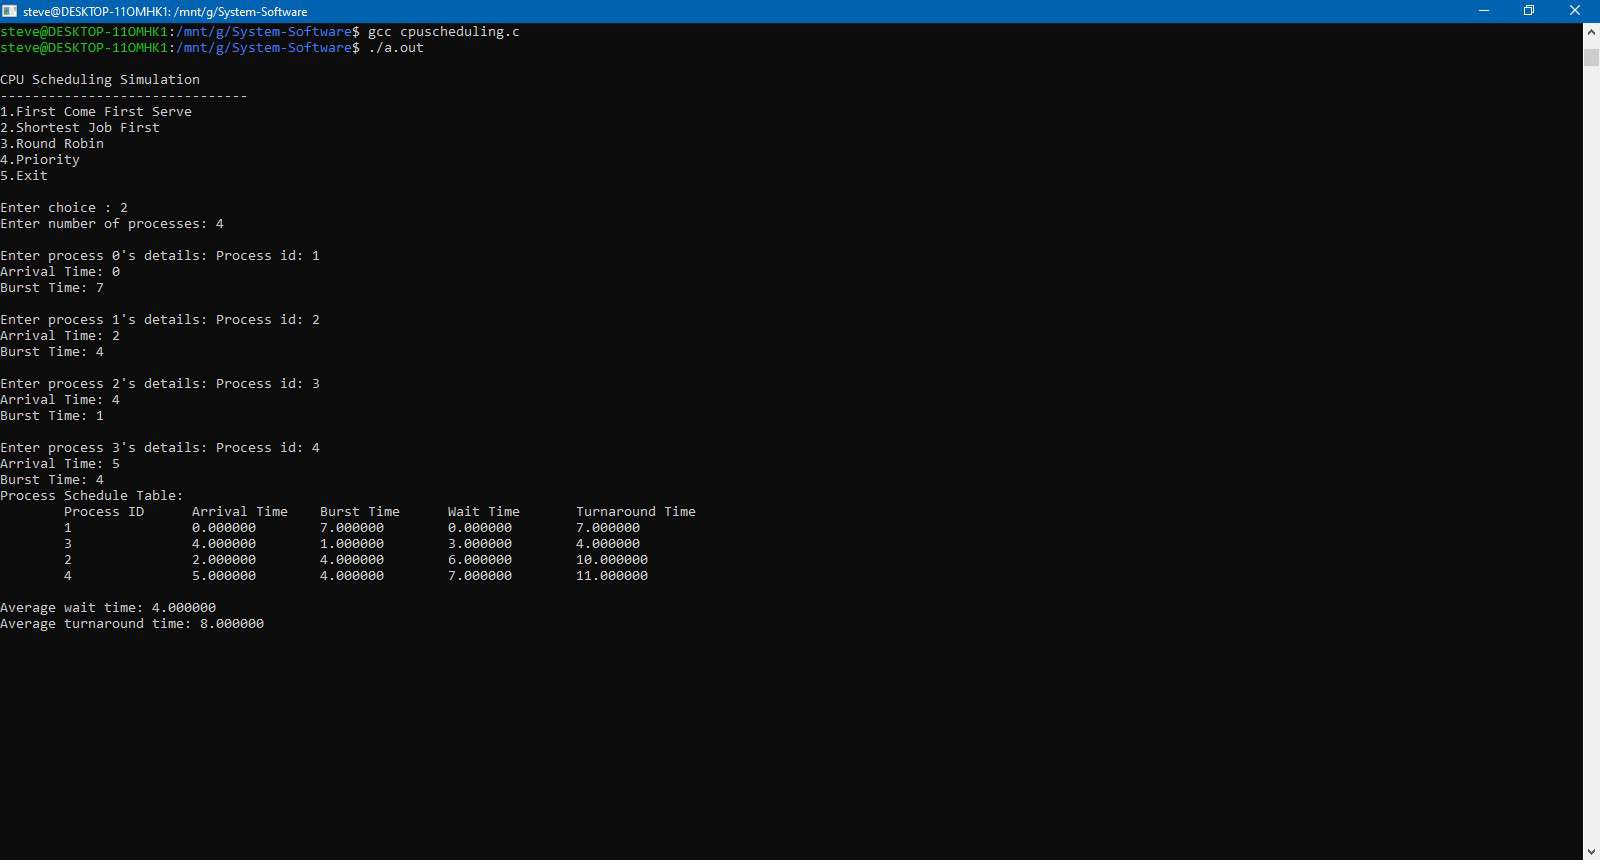 steve@DESKTOP-11OMHK1: /mnt/g/System-Software
steve@DESKTOP-11OMHK1:/mnt/g/System-Software$ gcc cpuscheduling.c
steve@DESKTOP-11OMHK1:/mnt/g/System-Software$ ./a.out
CPU Scheduling Simulation
-------------------------------
1.First Come First Serve
2.Shortest Job First
3.Round Robin
4.Priority
5.Exit
Enter choice : 2
Enter number of processes: 4
Enter process 0's details: Process id: 1
Arrival Time: 0
Burst Time: 7
Enter process 1's details: Process id: 2
Arrival Time: 2
Burst Time: 4
Enter process 2's details: Process id: 3
Arrival Time: 4
Burst Time: 1
Enter process 3's details: Process id: 4
Arrival Time: 5
Burst Time: 4
Process Schedule Table:
Process ID Arrival Time Burst Time Wait Time Turnaround Time
1 0.000000 7.000000 0.000000 7.000000
3 4.000000 1.000000 3.000000 4.000000
2 2.000000 4.000000 6.000000 10.000000
4 5.000000 4.000000 7.000000 11.000000
Average wait time: 4.000000
Average turnaround time: 8.000000